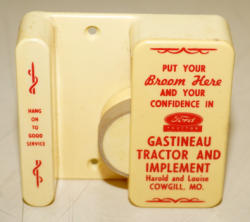 HANG
ON
TO
GOOD
SERVICE
PUT YOUR
Broom Here
AND YOUR
CONFIDENCE IN
Ford
TRACTOR
GASTINEAU
TRACTOR AND
IMPLEMENT
Harold and Louise
COWGILL, MO.